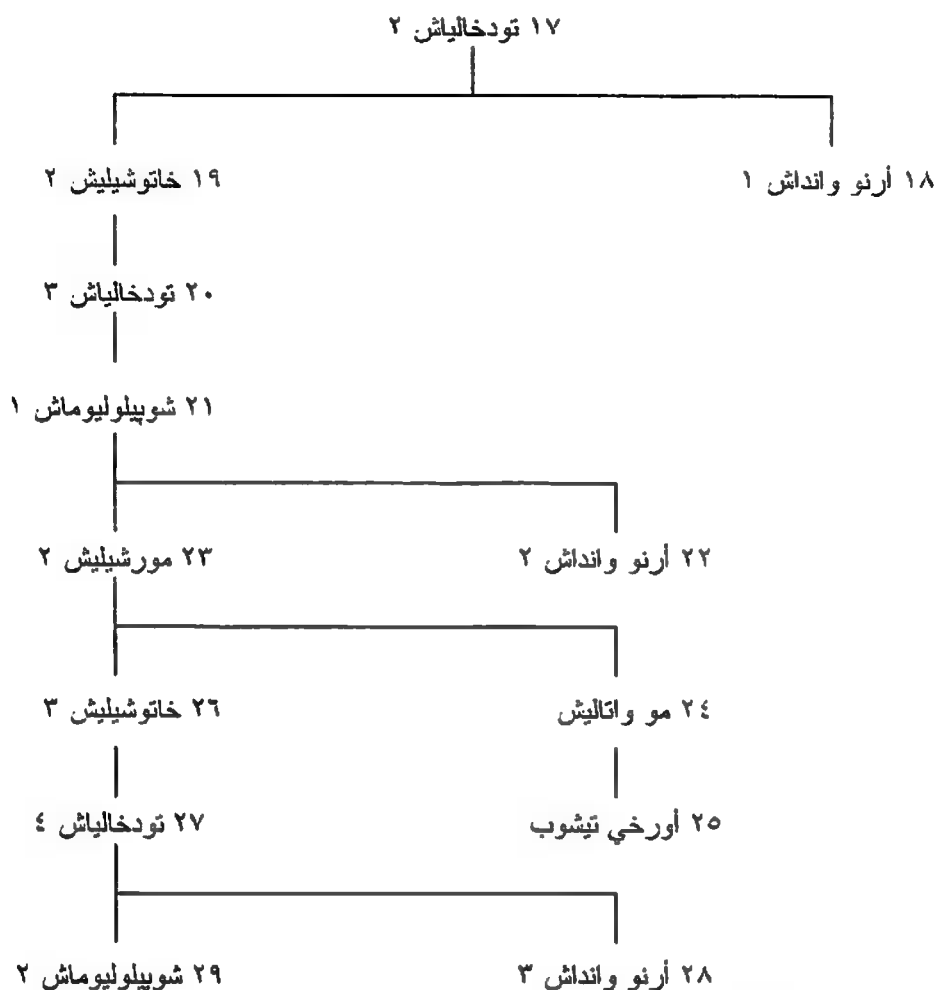 ١٧ تودخالياش ٢
١٨ أرنو وانداش ١
١٩ خاتوشيليش ٢
٢٠ تودخالياش ٣
٢١ شوبيلوليوماش ١
٢٢ أرنو وانداش ٢
٢٣ مورشيليش ٢
٢٤ مو واتاليش
٢٦ خاتوشيليش ٣
٢٥ أورخي تيشوب
٢٧ تودخالياش ٤
٢٨ أرنو وانداش ٣
٢٩ شوبيلوليوماش ٢